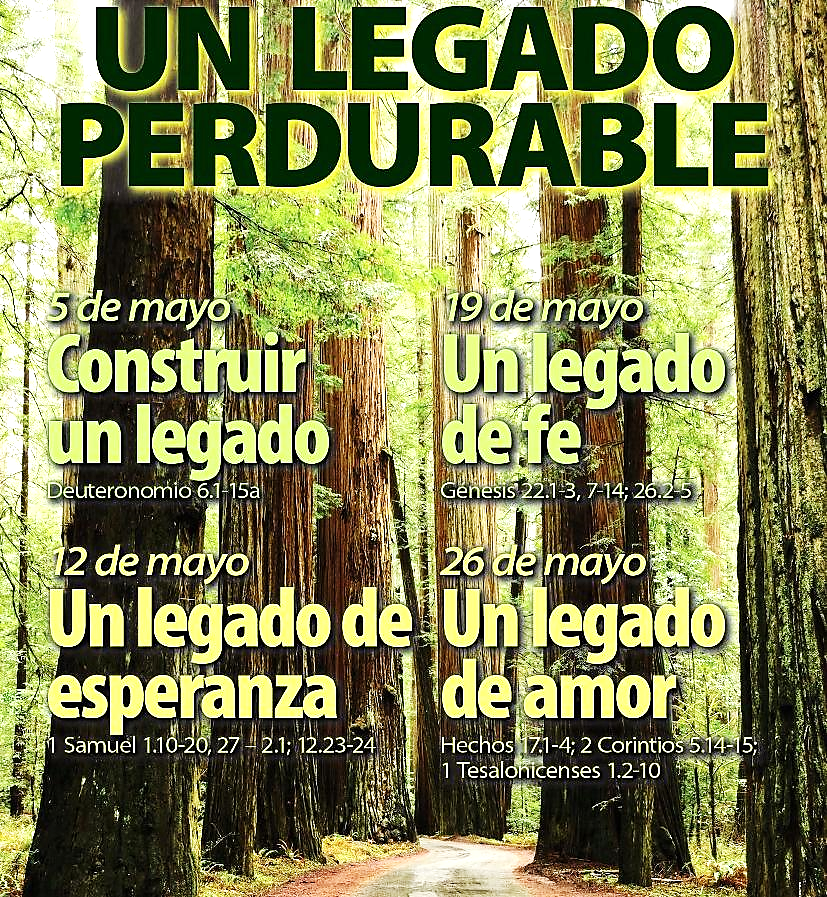 UN LEGADO
PERDURABLE
5 de mayo
Construir
un legado
Deuteronomio 6.1-15a
12 de mayo
Un legado de
esperanza
1 Samuel 1.10-20, 27 – 2.1; 12.23-24
19 de mayo
Un legado
de fe
Génesis 22.1-3, 7-14; 26.2-5
26 de mayo
Un legado
de amor
Hechos 17.1-4; 2 Corintios 5.14-15;
1 Tesalonicenses 1.2-10